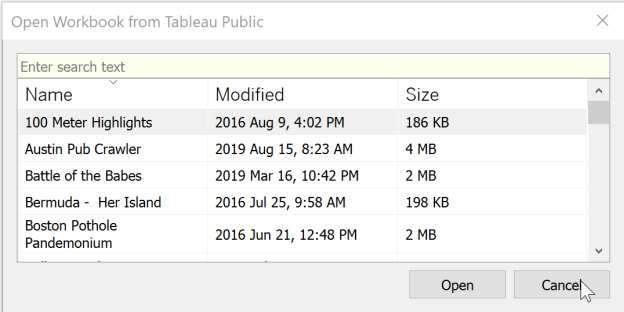 Open Workbook from Tableau Public
Enter search text
Name Modified Size
100 Meter Highlights 2016 Aug 9, 4:02 PM 186 KB
Austin Pub Crawler 2019 Aug 15, 8:23 AM 4 MB
Battle of the Babes 2019 Mar 16, 10:42 PM 2 MB
Bermuda -  Her Island 2016 Jul 25, 9:58 AM 198 KB
Boston Pothole
Pandemonium 2016 Jun 21, 12:48 PM 2 MB
Open Cancel